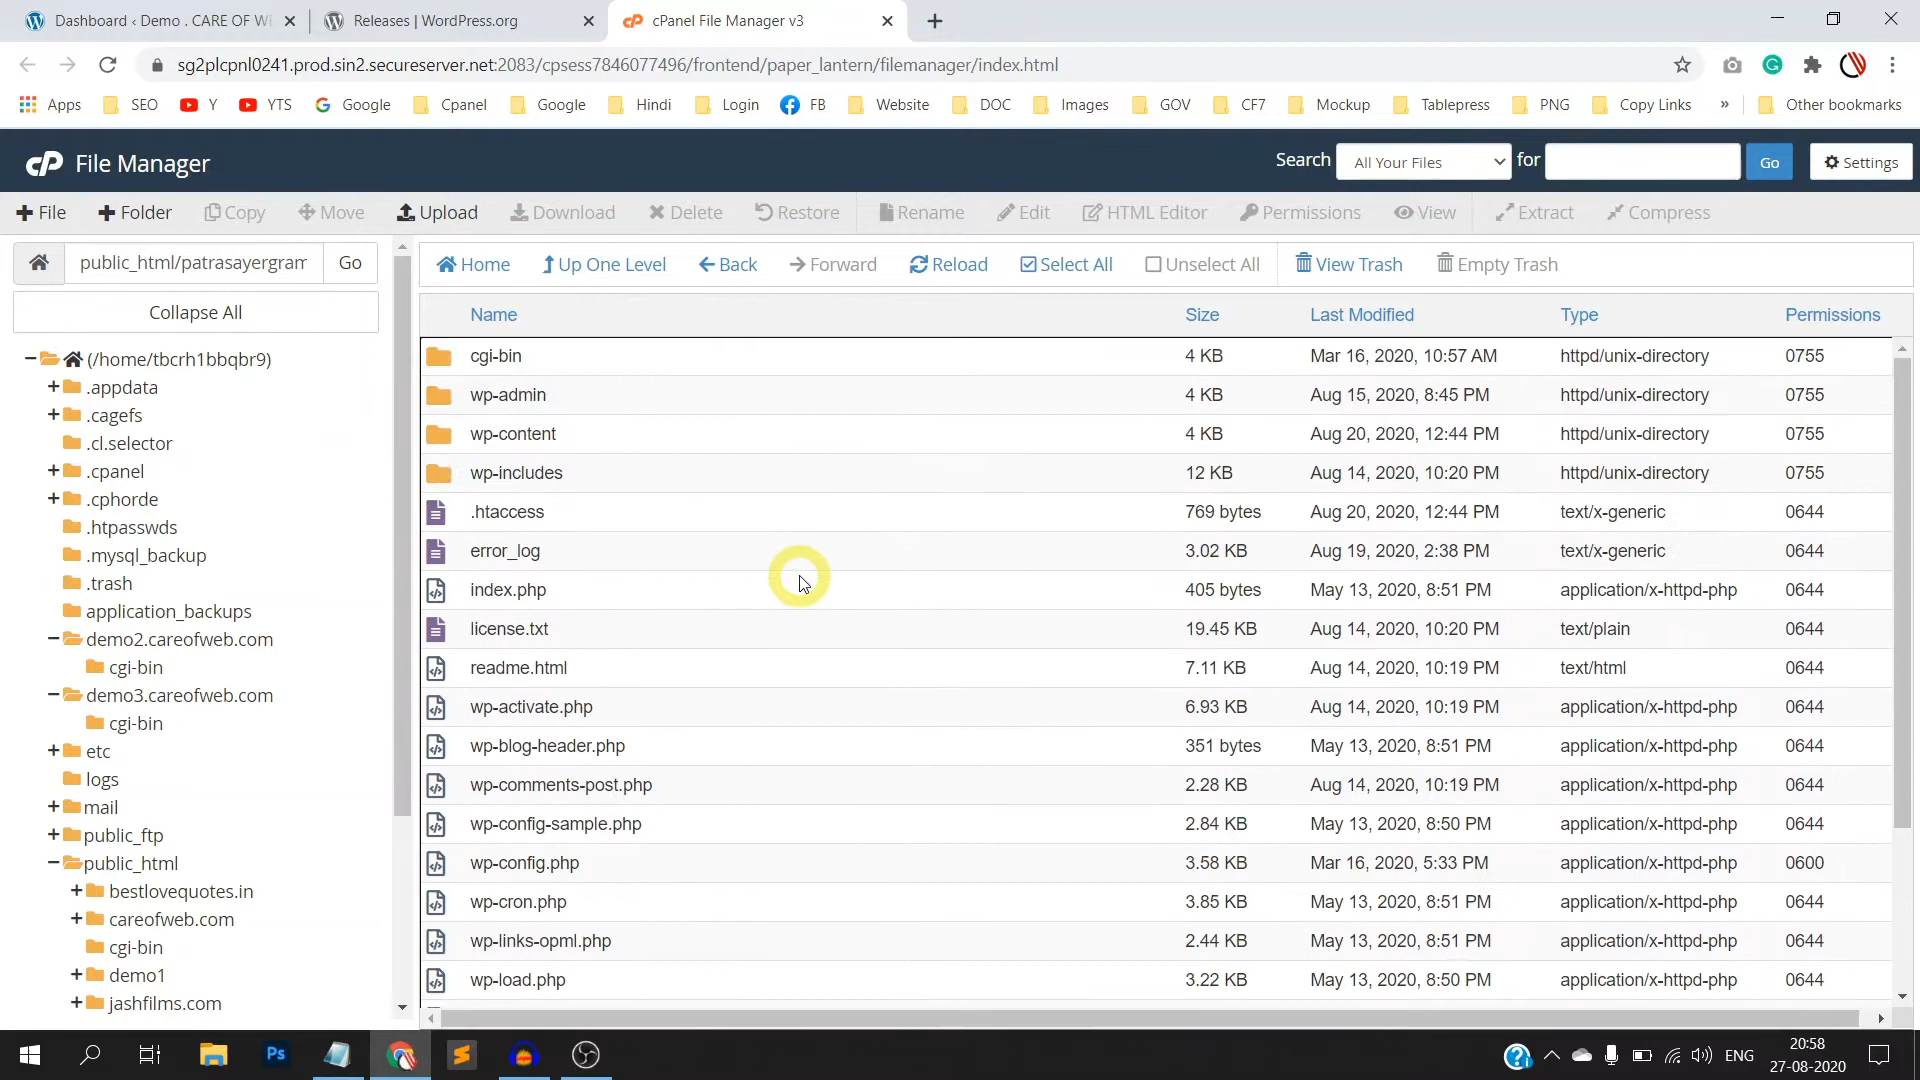 Dashboard ‹ Demo . CARE OF WE
Releases | WordPress.org
cPanel File Manager v3
sg2plcpnl0241.prod.sin2.secureserver.net:2083/cpsess7846077496/frontend/paper_lantern/filemanager/index.html
Apps SEO Y YTS Google Cpanel Google Hindi Login FB Website DOC Images GOV CF7 Mockup Tablepress PNG Copy Links » Other bookmarks
cP File Manager
Search All Your Files for Go Settings
File Folder Copy Move Upload Download Delete Restore Rename Edit HTML Editor Permissions View Extract Compress
public_html/patrasayergram Go
Home Up One Level Back Forward Reload Select All Unselect All View Trash Empty Trash
Collapse All
(/home/tbcrh1bbqbr9)
.appdata
.cagefs
.cl.selector
.cpanel
.cphorde
.htpasswds
.mysql_backup
.trash
application_backups
demo2.careofweb.com
cgi-bin
demo3.careofweb.com
cgi-bin
etc
logs
mail
public_ftp
public_html
bestlovequotes.in
careofweb.com
cgi-bin
demo1
jashfilms.com
Name Size Last Modified Type Permissions
cgi-bin 4 KB Mar 16, 2020, 10:57 AM httpd/unix-directory 0755
wp-admin 4 KB Aug 15, 2020, 8:45 PM httpd/unix-directory 0755
wp-content 4 KB Aug 20, 2020, 12:44 PM httpd/unix-directory 0755
wp-includes 12 KB Aug 14, 2020, 10:20 PM httpd/unix-directory 0755
.htaccess 769 bytes Aug 20, 2020, 12:44 PM text/x-generic 0644
error_log 3.02 KB Aug 19, 2020, 2:38 PM text/x-generic 0644
index.php 405 bytes May 13, 2020, 8:51 PM application/x-httpd-php 0644
license.txt 19.45 KB Aug 14, 2020, 10:20 PM text/plain 0644
readme.html 7.11 KB Aug 14, 2020, 10:19 PM text/html 0644
wp-activate.php 6.93 KB Aug 14, 2020, 10:19 PM application/x-httpd-php 0644
wp-blog-header.php 351 bytes May 13, 2020, 8:51 PM application/x-httpd-php 0644
wp-comments-post.php 2.28 KB Aug 14, 2020, 10:19 PM application/x-httpd-php 0644
wp-config-sample.php 2.84 KB May 13, 2020, 8:50 PM application/x-httpd-php 0644
wp-config.php 3.58 KB Mar 16, 2020, 5:33 PM application/x-httpd-php 0600
wp-cron.php 3.85 KB May 13, 2020, 8:51 PM application/x-httpd-php 0644
wp-links-opml.php 2.44 KB May 13, 2020, 8:51 PM application/x-httpd-php 0644
wp-load.php 3.22 KB May 13, 2020, 8:50 PM application/x-httpd-php 0644
Ps
ENG
20:58
27-08-2020